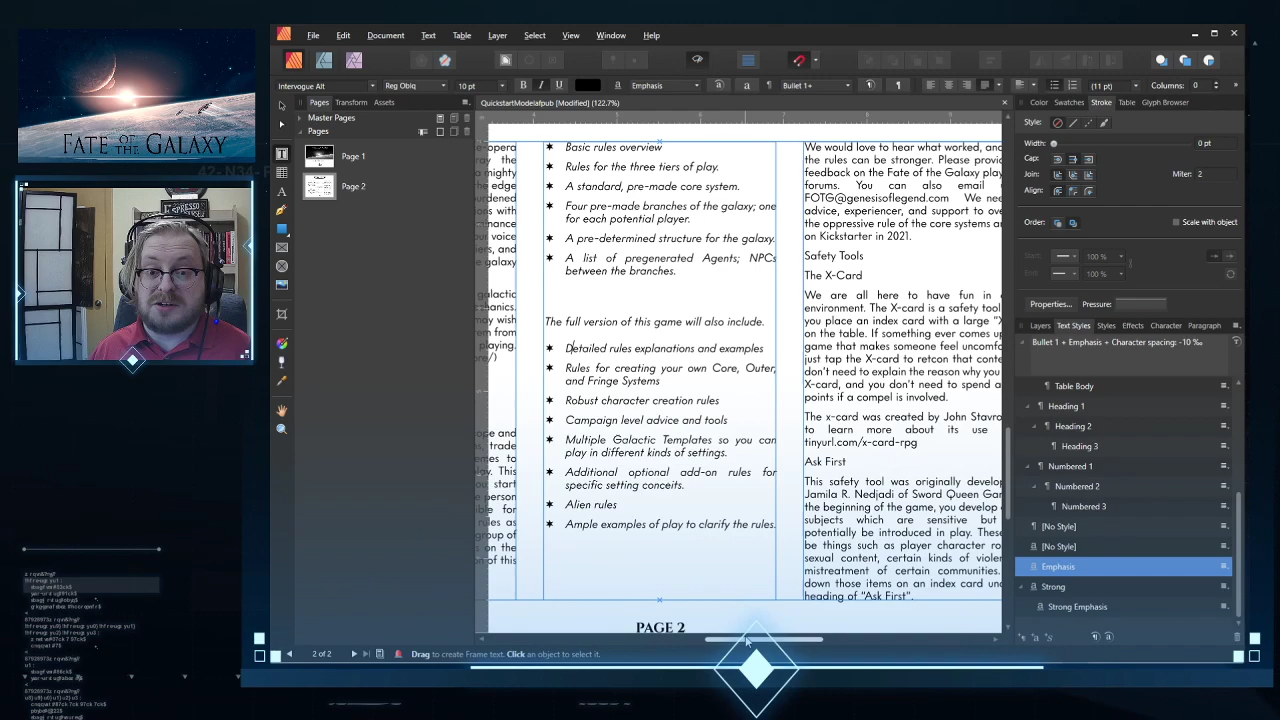 FATE OF THE GALAXY
ESPRESSO
File Edit Document Text Table Layer Select View Window Help
Intervogue Alt Reg Obliq 10 pt B I U Emphasis Bullet 1+ (11 pt) Columns: 0
Pages Transform Assets
QuickstartModelafpub [Modified] (122.7%)
Color Swatches Stroke Table Glyph Browser
Master Pages
Pages
Page 1
Page 2
Basic rules overview
Rules for the three tiers of play.
A standard, pre-made core system.
Four pre-made branches of the galaxy; one
for each potential player.
A pre-determined structure for the galaxy.
A list of pregenerated Agents; NPCs
between the branches.
The full version of this game will also include.
Detailed rules explanations and examples
Rules for creating your own Core, Outer,
and Fringe Systems
Robust character creation rules
Campaign level advice and tools
Multiple Galactic Templates so you can
play in different kinds of settings.
Additional optional add-on rules for
specific setting conceits.
Alien rules
Ample examples of play to clarify the rules.
PAGE 2
We would love to hear what worked, and
the rules can be stronger. Please provid
feedback on the Fate of the Galaxy play
forums. You can also email u
FOTG@genesisoflegend.com We nee
advice, experiencer, and support to ove
the oppressive rule of the core systems ar
on Kickstarter in 2021.
Safety Tools
The X-Card
We are all here to have fun in a
environment. The X-card is a safety tool
you place an index card with a large "X
on the table. If something ever comes up
game that makes someone feel uncomfo
just tap the X-card to retcon that conte
don't need to explain the reason why you
X-card, and you don't need to spend a
points if a compel is involved.
The x-card was created by John Stavro
to learn more about its use
tinyurl.com/x-card-rpg
Ask First
This safety tool was originally develop
Jamila R. Nedjadi of Sword Queen Gar
the beginning of the game, you develop a
subjects which are sensitive but
potentially be introduced in play. These
be things such as player character ro
sexual content, certain kinds of violen
mistreatment of certain communities.
down those items on an index card und
heading of "Ask First".
Style:
Width: 0 pt
Cap:
Join: Miter: 2
Align:
Order: Scale with object
Start: 100 %
End: 100 %
Properties... Pressure:
Layers Text Styles Styles Effects Character Paragraph
Bullet 1 + Emphasis + Character spacing: -10 ‰
Table Body
Heading 1
Heading 2
Heading 3
Numbered 1
Numbered 2
Numbered 3
[No Style]
[No Style]
Emphasis
Strong
Strong Emphasis
2 of 2 Drag to create Frame text. Click an object to select it.